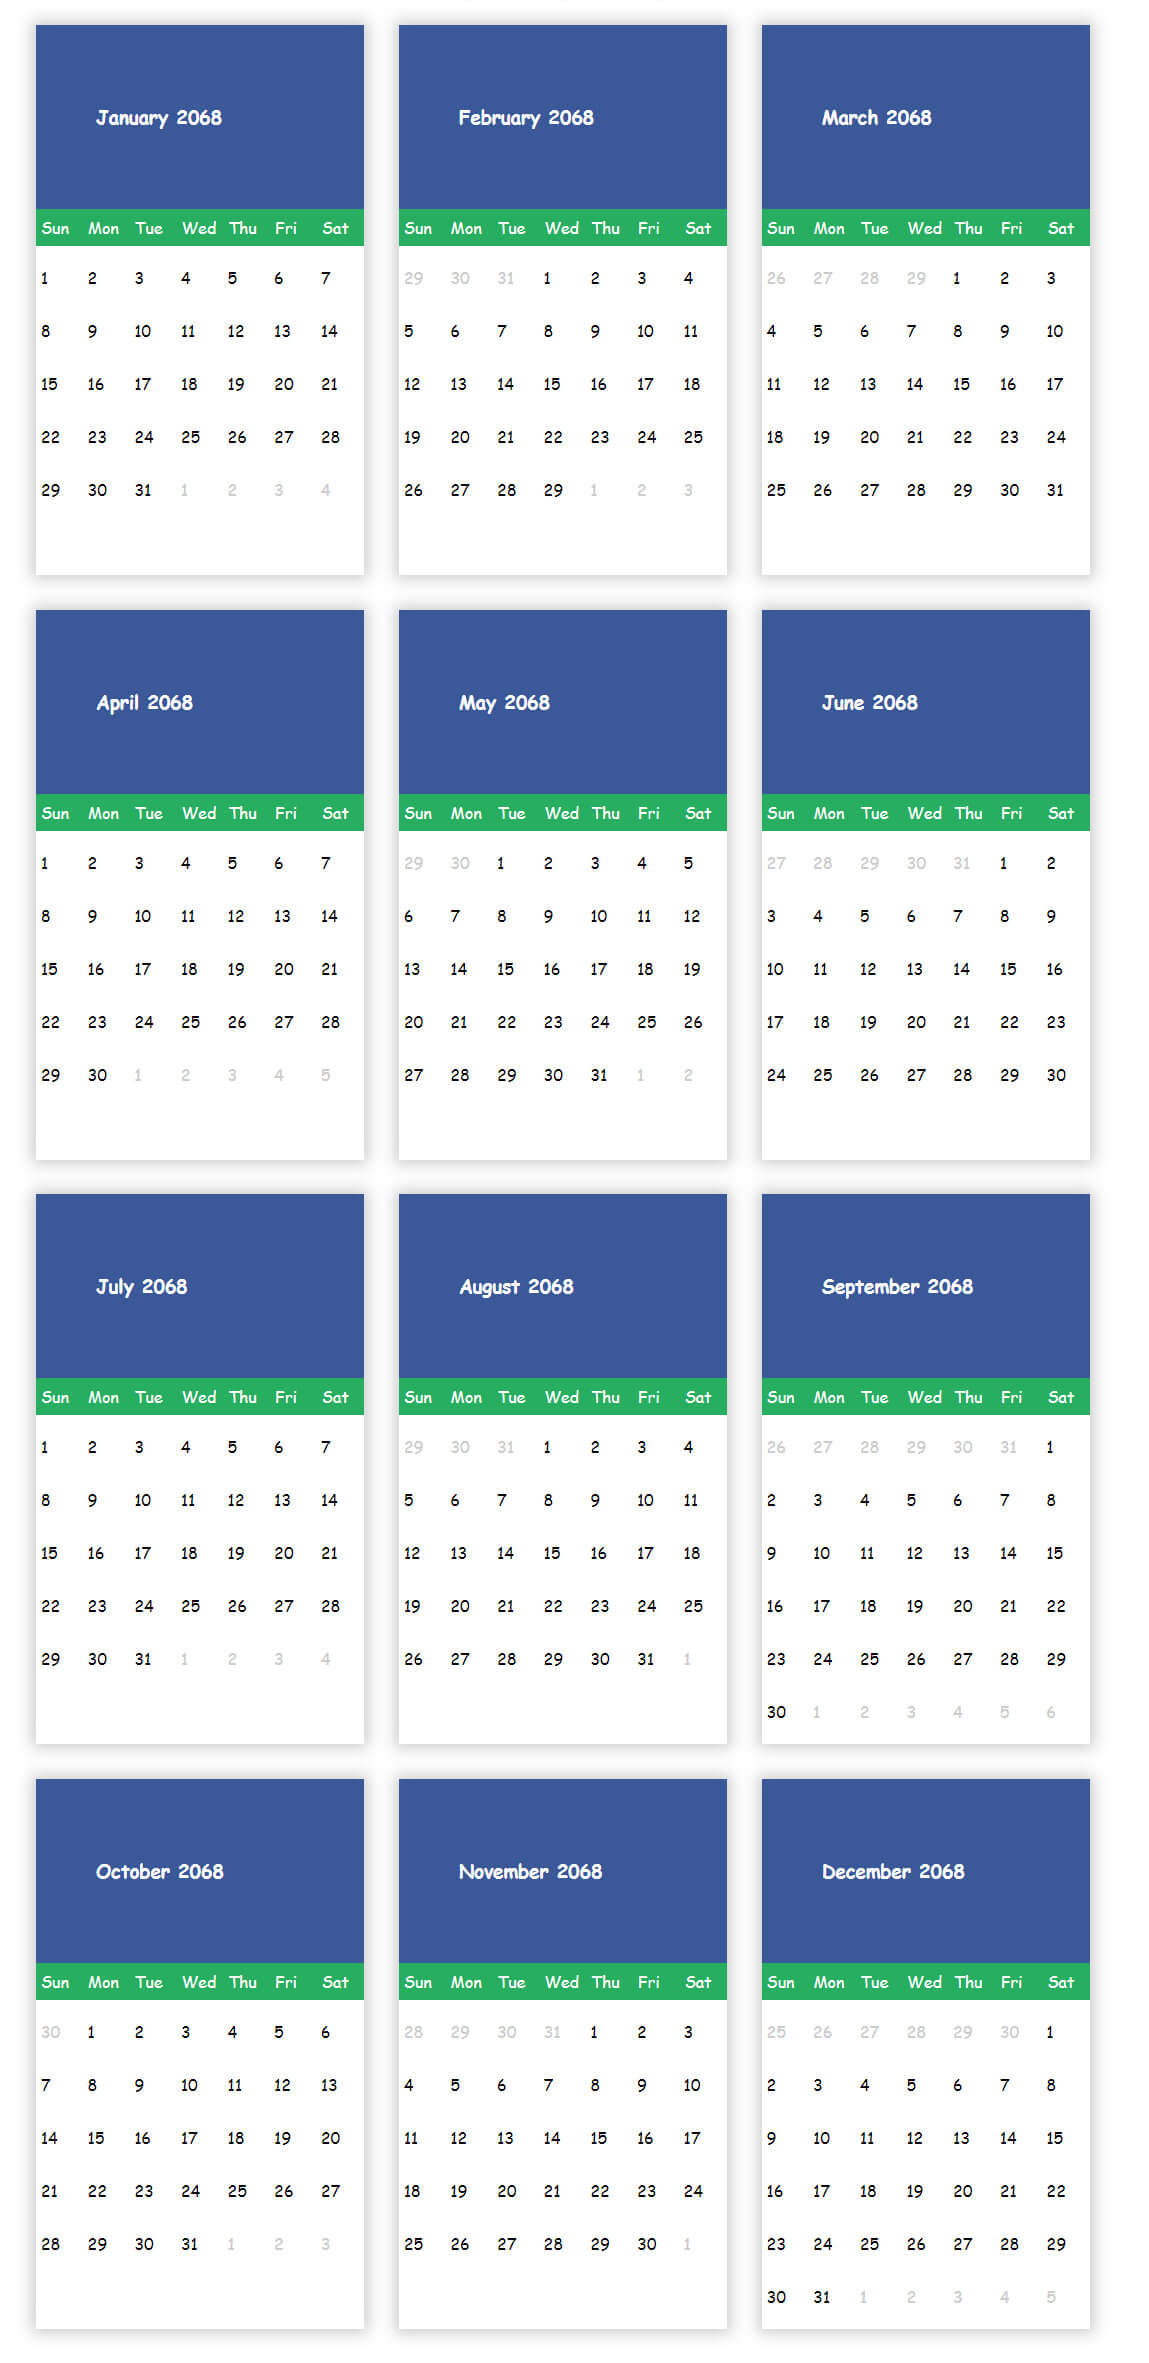 January 2068
Sun Mon Tue Wed Thu Fri Sat
1 2 3 4 5 6 7
8 9 10 11 12 13 14
15 16 17 18 19 20 21
22 23 24 25 26 27 28
29 30 31 1 2 3 4
February 2068
Sun Mon Tue Wed Thu Fri Sat
29 30 31 1 2 3 4
5 6 7 8 9 10 11
12 13 14 15 16 17 18
19 20 21 22 23 24 25
26 27 28 29 1 2 3
March 2068
Sun Mon Tue Wed Thu Fri Sat
26 27 28 29 1 2 3
4 5 6 7 8 9 10
11 12 13 14 15 16 17
18 19 20 21 22 23 24
25 26 27 28 29 30 31
April 2068
Sun Mon Tue Wed Thu Fri Sat
1 2 3 4 5 6 7
8 9 10 11 12 13 14
15 16 17 18 19 20 21
22 23 24 25 26 27 28
29 30 1 2 3 4 5
May 2068
Sun Mon Tue Wed Thu Fri Sat
29 30 1 2 3 4 5
6 7 8 9 10 11 12
13 14 15 16 17 18 19
20 21 22 23 24 25 26
27 28 29 30 31 1 2
June 2068
Sun Mon Tue Wed Thu Fri Sat
27 28 29 30 31 1 2
3 4 5 6 7 8 9
10 11 12 13 14 15 16
17 18 19 20 21 22 23
24 25 26 27 28 29 30
July 2068
Sun Mon Tue Wed Thu Fri Sat
1 2 3 4 5 6 7
8 9 10 11 12 13 14
15 16 17 18 19 20 21
22 23 24 25 26 27 28
29 30 31 1 2 3 4
August 2068
Sun Mon Tue Wed Thu Fri Sat
29 30 31 1 2 3 4
5 6 7 8 9 10 11
12 13 14 15 16 17 18
19 20 21 22 23 24 25
26 27 28 29 30 31 1
September 2068
Sun Mon Tue Wed Thu Fri Sat
26 27 28 29 30 31 1
2 3 4 5 6 7 8
9 10 11 12 13 14 15
16 17 18 19 20 21 22
23 24 25 26 27 28 29
30 1 2 3 4 5 6
October 2068
Sun Mon Tue Wed Thu Fri Sat
30 1 2 3 4 5 6
7 8 9 10 11 12 13
14 15 16 17 18 19 20
21 22 23 24 25 26 27
28 29 30 31 1 2 3
November 2068
Sun Mon Tue Wed Thu Fri Sat
28 29 30 31 1 2 3
4 5 6 7 8 9 10
11 12 13 14 15 16 17
18 19 20 21 22 23 24
25 26 27 28 29 30 1
December 2068
Sun Mon Tue Wed Thu Fri Sat
25 26 27 28 29 30 1
2 3 4 5 6 7 8
9 10 11 12 13 14 15
16 17 18 19 20 21 22
23 24 25 26 27 28 29
30 31 1 2 3 4 5